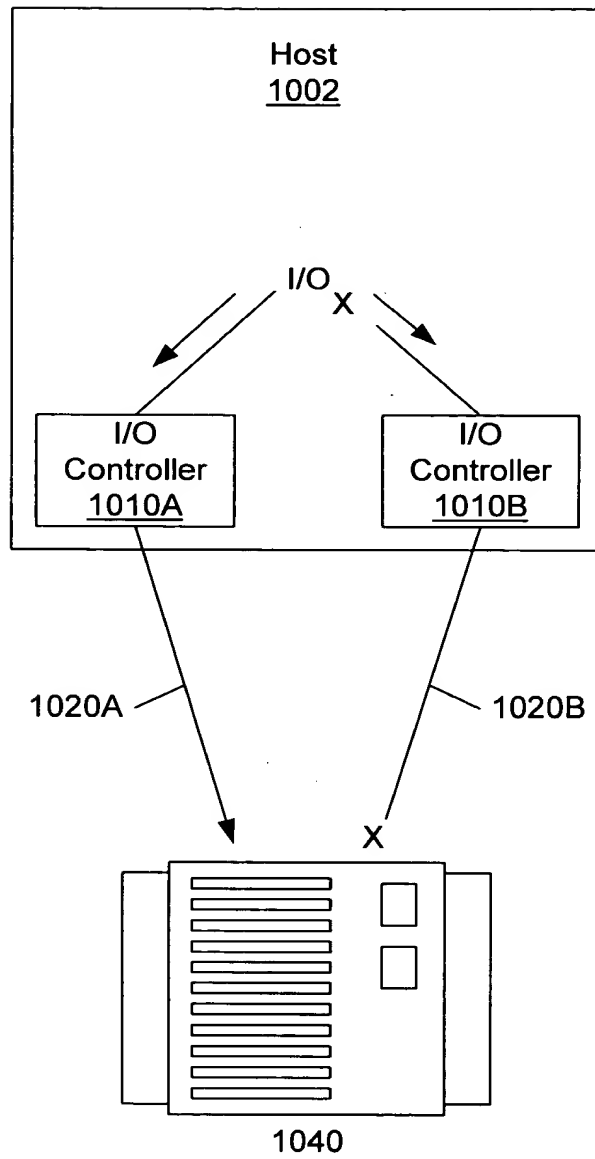 Host
1002
I/O
X
I/O
Controller
1010A
I/O
Controller
1010B
1020A
1020B
X
1040